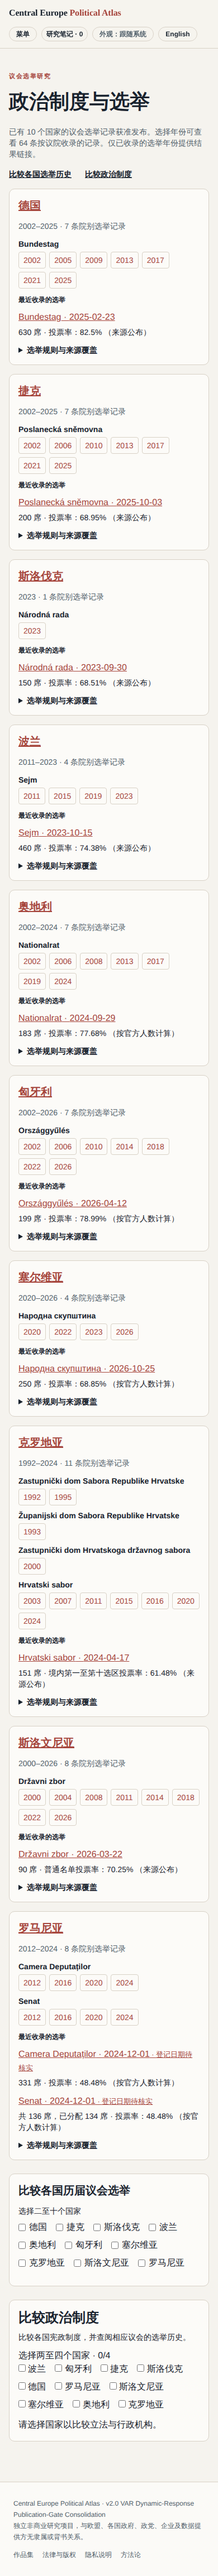 Central Europe Political Atlas
菜单
研究笔记 · 0
外观：跟随系统
English
议会选举研究
政治制度与选举
已有 10 个国家的议会选举记录获准发布。选择年份可查
看 64 条按议院收录的记录。仅已收录的选举年份提供结
果链接。
比较各国选举历史 比较政治制度
德国
2002–2025 · 7 条院别选举记录
Bundestag
2002 2005 2009 2013 2017
2021 2025
最近收录的选举
Bundestag · 2025-02-23
630 席 · 投票率：82.5% （来源公布）
▶ 选举规则与来源覆盖
捷克
2002–2025 · 7 条院别选举记录
Poslanecká sněmovna
2002 2006 2010 2013 2017
2021 2025
最近收录的选举
Poslanecká sněmovna · 2025-10-03
200 席 · 投票率：68.95% （来源公布）
▶ 选举规则与来源覆盖
斯洛伐克
2023 · 1 条院别选举记录
Národná rada
2023
最近收录的选举
Národná rada · 2023-09-30
150 席 · 投票率：68.51% （来源公布）
▶ 选举规则与来源覆盖
波兰
2011–2023 · 4 条院别选举记录
Sejm
2011 2015 2019 2023
最近收录的选举
Sejm · 2023-10-15
460 席 · 投票率：74.38% （来源公布）
▶ 选举规则与来源覆盖
奥地利
2002–2024 · 7 条院别选举记录
Nationalrat
2002 2006 2008 2013 2017
2019 2024
最近收录的选举
Nationalrat · 2024-09-29
183 席 · 投票率：77.68% （按官方人数计算）
▶ 选举规则与来源覆盖
匈牙利
2002–2026 · 7 条院别选举记录
Országgyűlés
2002 2006 2010 2014 2018
2022 2026
最近收录的选举
Országgyűlés · 2026-04-12
199 席 · 投票率：78.99% （按官方人数计算）
▶ 选举规则与来源覆盖
塞尔维亚
2020–2026 · 4 条院别选举记录
Народна скупштина
2020 2022 2023 2026
最近收录的选举
Народна скупштина · 2026-10-25
250 席 · 投票率：68.85% （按官方人数计算）
▶ 选举规则与来源覆盖
克罗地亚
1992–2024 · 11 条院别选举记录
Zastupnički dom Sabora Republike Hrvatske
1992 1995
Županijski dom Sabora Republike Hrvatske
1993
Zastupnički dom Hrvatskoga državnog sabora
2000
Hrvatski sabor
2003 2007 2011 2015 2016 2020
2024
最近收录的选举
Hrvatski sabor · 2024-04-17
151 席 · 境内第一至第十选区投票率：61.48% （来
源公布）
▶ 选举规则与来源覆盖
斯洛文尼亚
2000–2026 · 8 条院别选举记录
Državni zbor
2000 2004 2008 2011 2014 2018
2022 2026
最近收录的选举
Državni zbor · 2026-03-22
90 席 · 普通名单投票率：70.25% （来源公布）
▶ 选举规则与来源覆盖
罗马尼亚
2012–2024 · 8 条院别选举记录
Camera Deputaților
2012 2016 2020 2024
Senat
2012 2016 2020 2024
最近收录的选举
Camera Deputaților · 2024-12-01 · 登记日期待
核实
331 席 · 投票率：48.48% （按官方人数计算）
Senat · 2024-12-01 · 登记日期待核实
共 136 席，已分配 134 席 · 投票率：48.48% （按官
方人数计算）
▶ 选举规则与来源覆盖
比较各国历届议会选举
选择二至十个国家
德国 捷克 斯洛伐克 波兰
奥地利 匈牙利 塞尔维亚
克罗地亚 斯洛文尼亚 罗马尼亚
比较政治制度
比较各国宪政制度，并查阅相应议会的选举历史。
选择两至四个国家 · 0/4
波兰 匈牙利 捷克 斯洛伐克
德国 罗马尼亚 斯洛文尼亚
塞尔维亚 奥地利 克罗地亚
请选择国家以比较立法与行政机构。
Central Europe Political Atlas · v2.0 VAR Dynamic-Response
Publication-Gate Consolidation
独立非商业研究项目，与欧盟、各国政府、政党、企业及数据提
供方无隶属或背书关系。
作品集 法律与版权 隐私说明 方法论